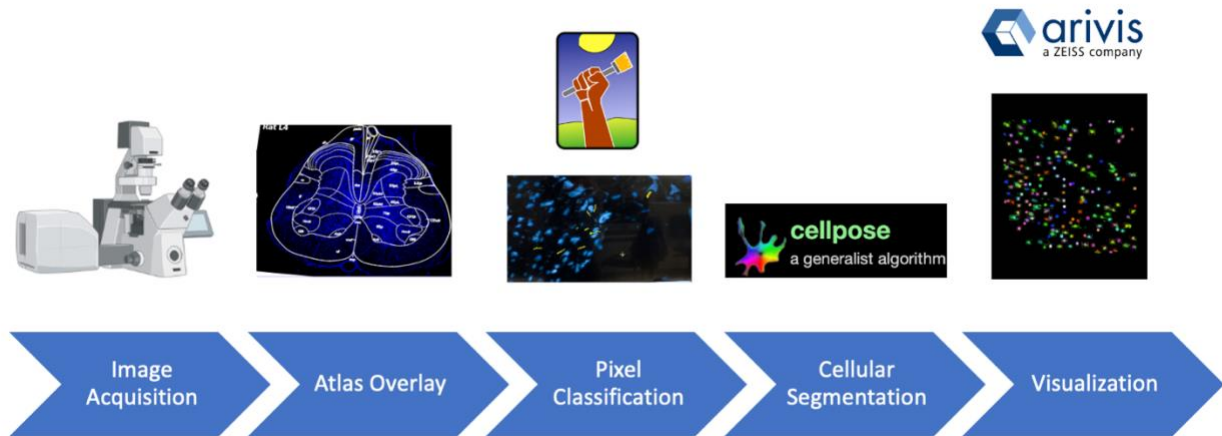 arivis
a ZEISS company
Rat L4
cellpose
a generalist algorithm
Image
Acquisition
Atlas Overlay
Pixel
Classification
Cellular
Segmentation
Visualization